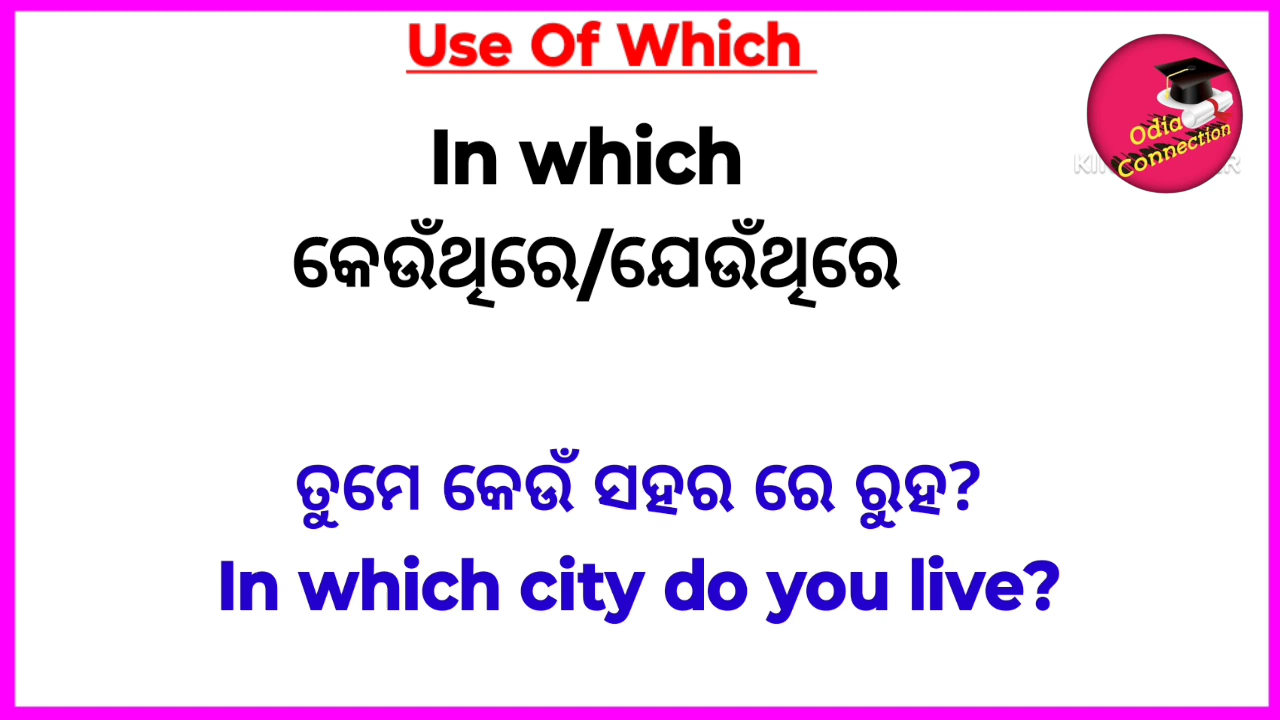 Use Of Which
In which
କେଉଁଥିରେ/ଯେଉଁଥିରେ
ତୁମେ କେଉଁ ସହର ରେ ରୁହ?
In which city do you live?
Odia
Connection